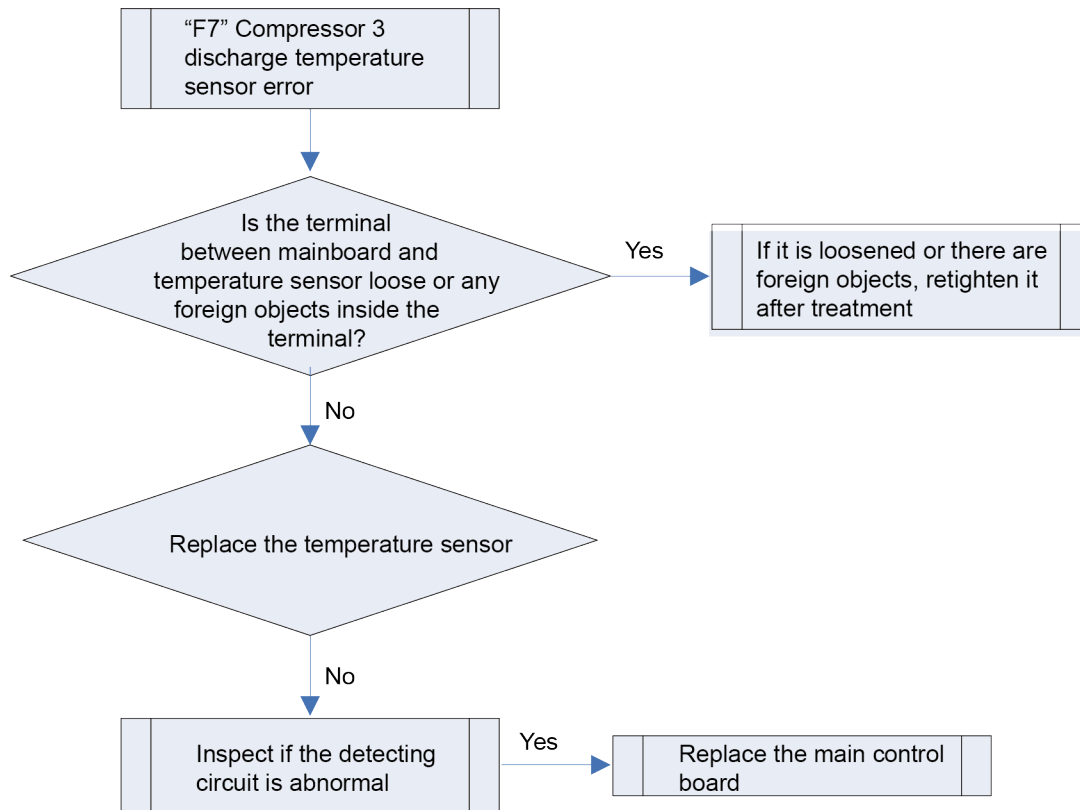 “F7” Compressor 3
discharge temperature
sensor error
Is the terminal
between mainboard and
temperature sensor loose or any
foreign objects inside the
terminal?
Yes
If it is loosened or there are
foreign objects, retighten it
after treatment
No
Replace the temperature sensor
No
Inspect if the detecting
circuit is abnormal
Yes
Replace the main control
board